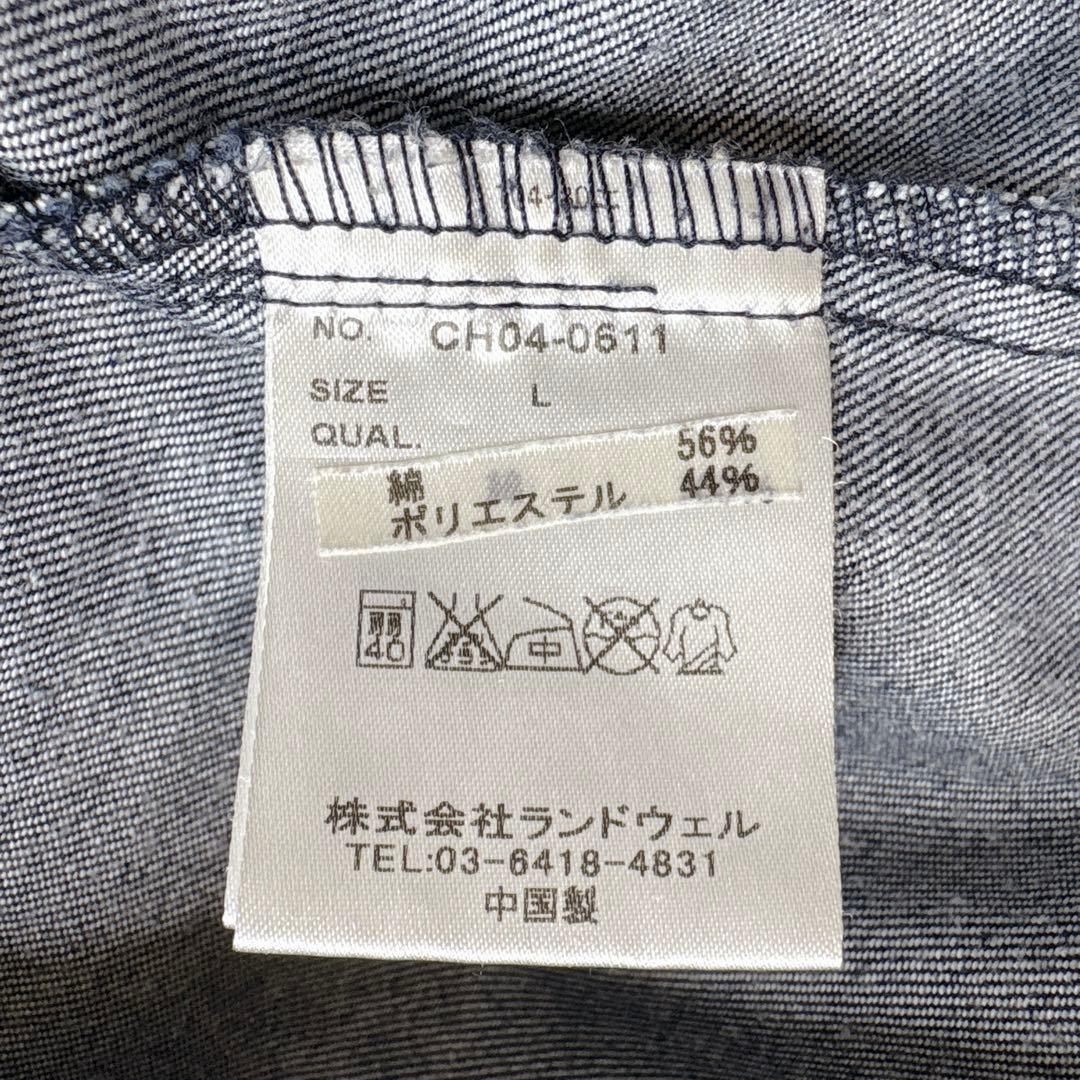 NO. CH04-0611
SIZE L
QUAL.
綿 56%
ポリエステル 44%
40
中
株式会社ランドウェル
TEL:03-6418-4831
中国製